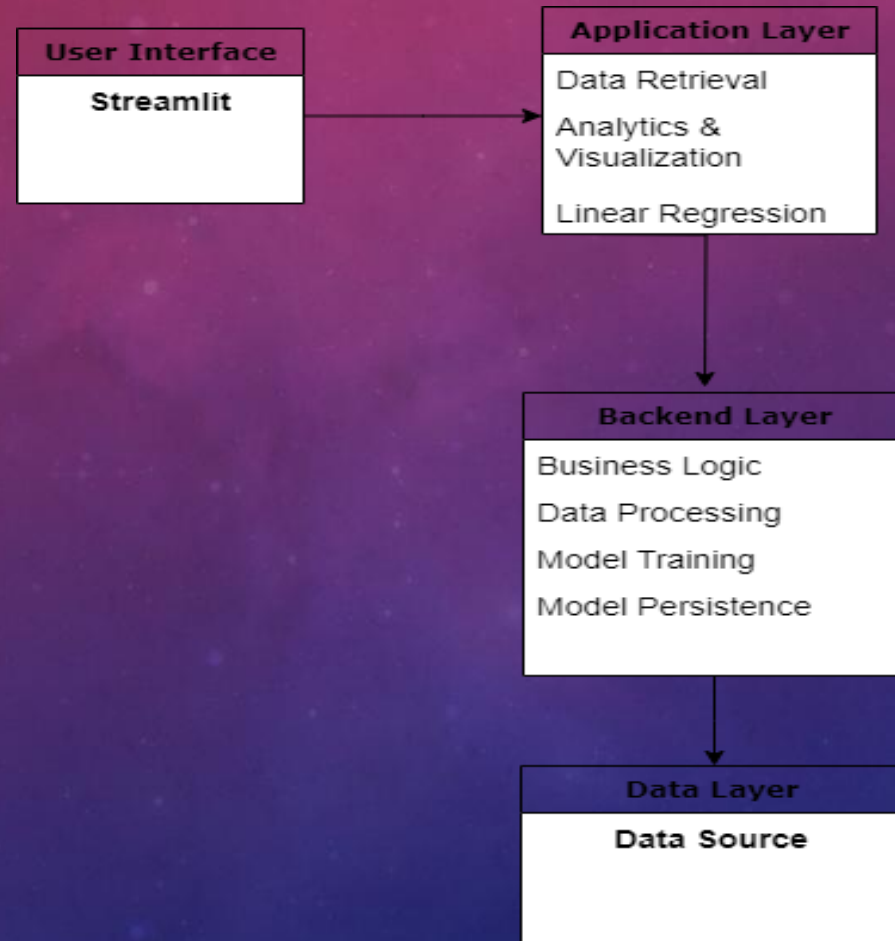 User Interface
Streamlit
Application Layer
Data Retrieval
Analytics &
Visualization
Linear Regression
Backend Layer
Business Logic
Data Processing
Model Training
Model Persistence
Data Layer
Data Source